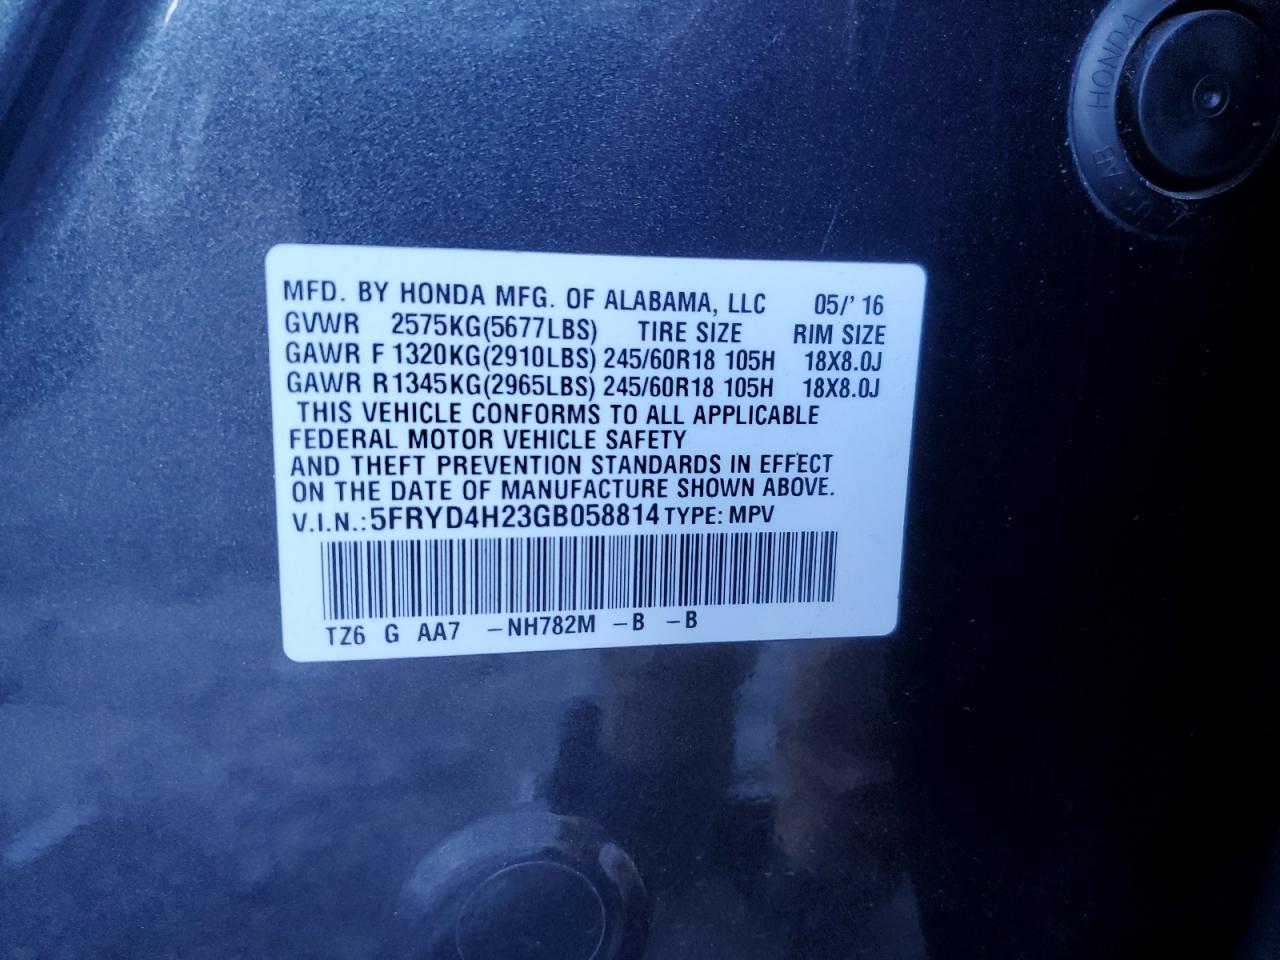 MFD. BY HONDA MFG. OF ALABAMA, LLC 05/'16
GVWR 2575KG(5677LBS) TIRE SIZE RIM SIZE
GAWR F 1320KG(2910LBS) 245/60R18 105H 18X8.0J
GAWR R1345KG(2965LBS) 245/60R18 105H 18X8.0J
THIS VEHICLE CONFORMS TO ALL APPLICABLE
FEDERAL MOTOR VEHICLE SAFETY
AND THEFT PREVENTION STANDARDS IN EFFECT
ON THE DATE OF MANUFACTURE SHOWN ABOVE.
V.I.N.:5FRYD4H23GB058814 TYPE: MPV
TZ6 G AA7 -NH782M -B -B
HONDA